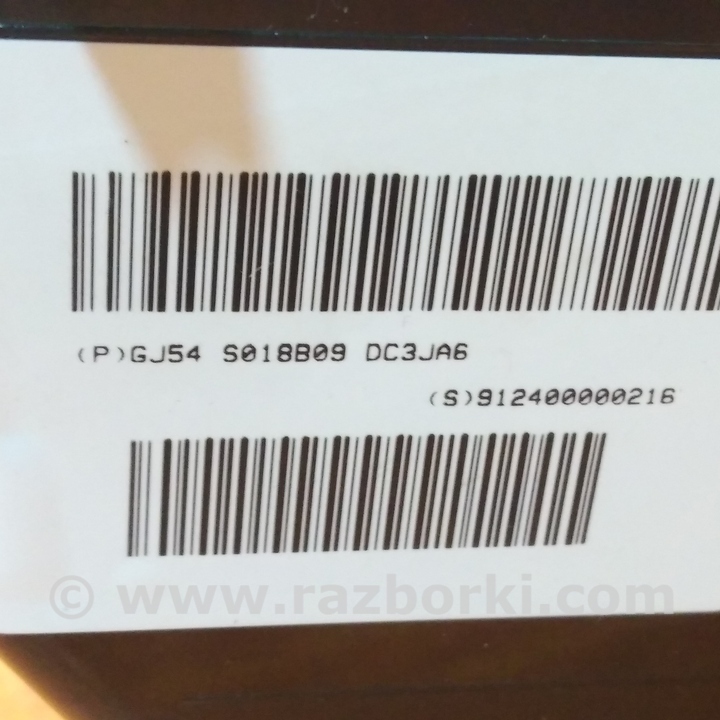 (P)GJ54 S018B09 DC3JA6
(S)912400000216
© www.razborki.com